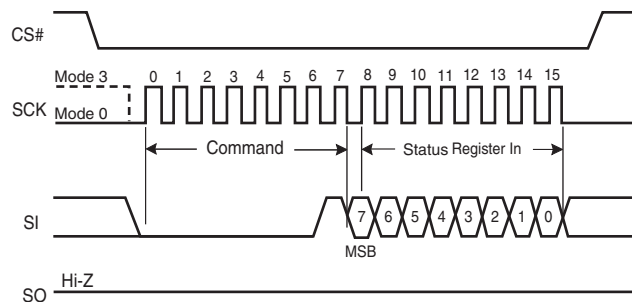 CS#
Mode 3
0 1 2 3 4 5 6 7 8 9 10 11 12 13 14 15
SCK
Mode 0
Command
Status Register In
SI
7 6 5 4 3 2 1 0
MSB
Hi-Z
SO